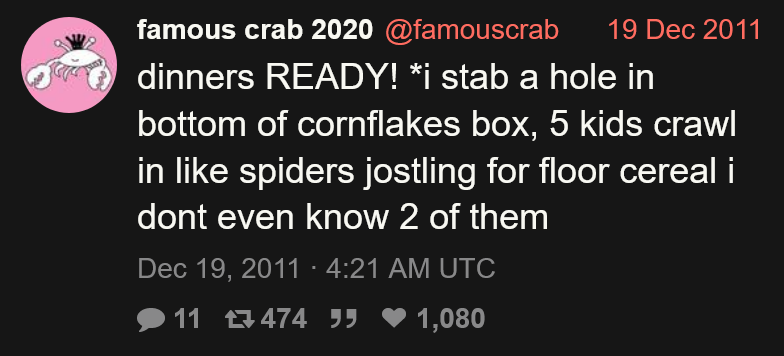 famous crab 2020 @famouscrab 19 Dec 2011
dinners READY! *i stab a hole in
bottom of cornflakes box, 5 kids crawl
in like spiders jostling for floor cereal i
dont even know 2 of them
Dec 19, 2011 · 4:21 AM UTC
11 474 1,080